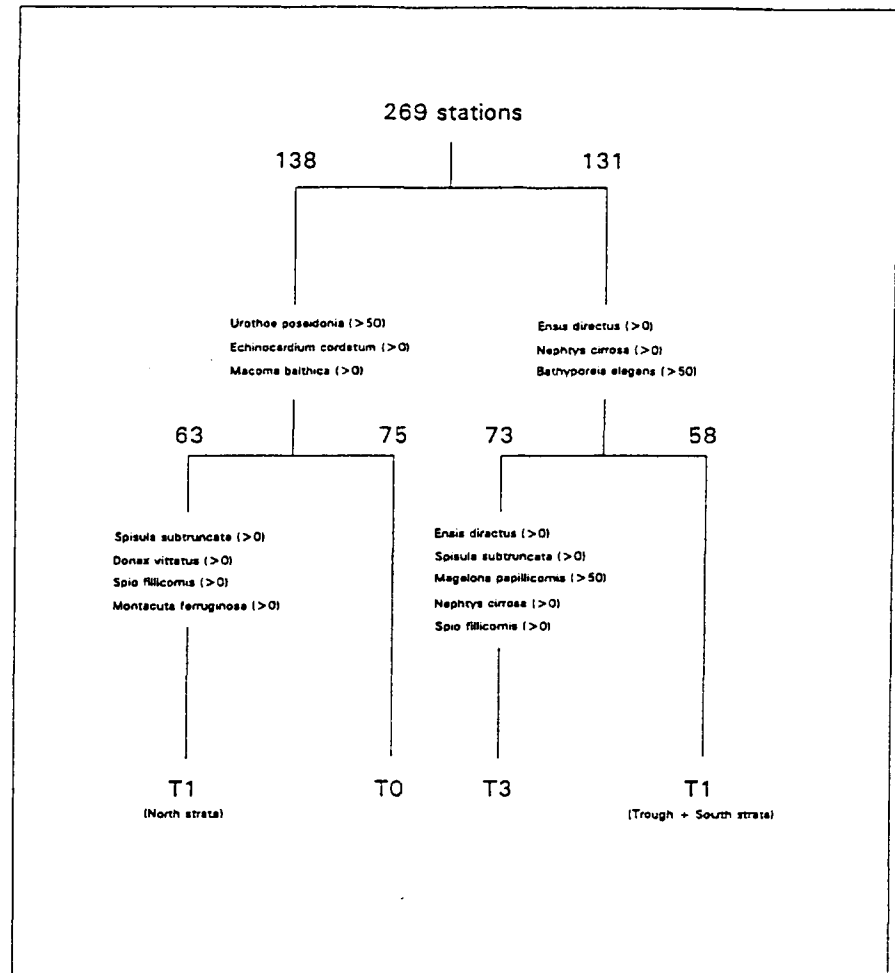 269 stations
138
131
Urothoe poseidonia (>50)
Echinocardium cordatum (>0)
Macoma balthica (>0)
Ensis directus (>0)
Nephtys cirrosa (>0)
Bathyporeia elegans (>50)
63
75
73
58
Spisula subtruncata (>0)
Donax vittatus (>0)
Spio fillicornis (>0)
Montacuta ferruginosa (>0)
Ensis directus (>0)
Spisula subtruncata (>0)
Magelona papillicornis (>50)
Nephtys cirrosa (>0)
Spio fillicornis (>0)
T1
(North strata)
T0
T3
T1
(Trough + South strata)